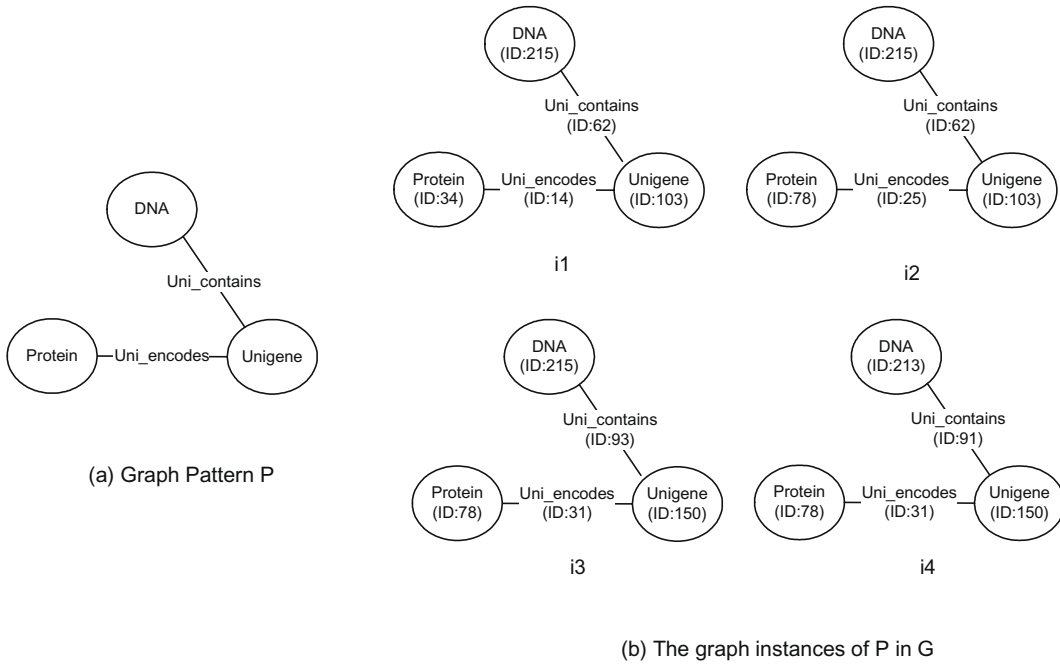 DNA
Uni_contains
Protein
Uni_encodes
Unigene
(a) Graph Pattern P
DNA
(ID:215)
Uni_contains
(ID:62)
Protein
(ID:34)
Uni_encodes
(ID:14)
Unigene
(ID:103)
i1
DNA
(ID:215)
Uni_contains
(ID:62)
Protein
(ID:78)
Uni_encodes
(ID:25)
Unigene
(ID:103)
i2
DNA
(ID:215)
Uni_contains
(ID:93)
Protein
(ID:78)
Uni_encodes
(ID:31)
Unigene
(ID:150)
i3
DNA
(ID:213)
Uni_contains
(ID:91)
Protein
(ID:78)
Uni_encodes
(ID:31)
Unigene
(ID:150)
i4
(b) The graph instances of P in G